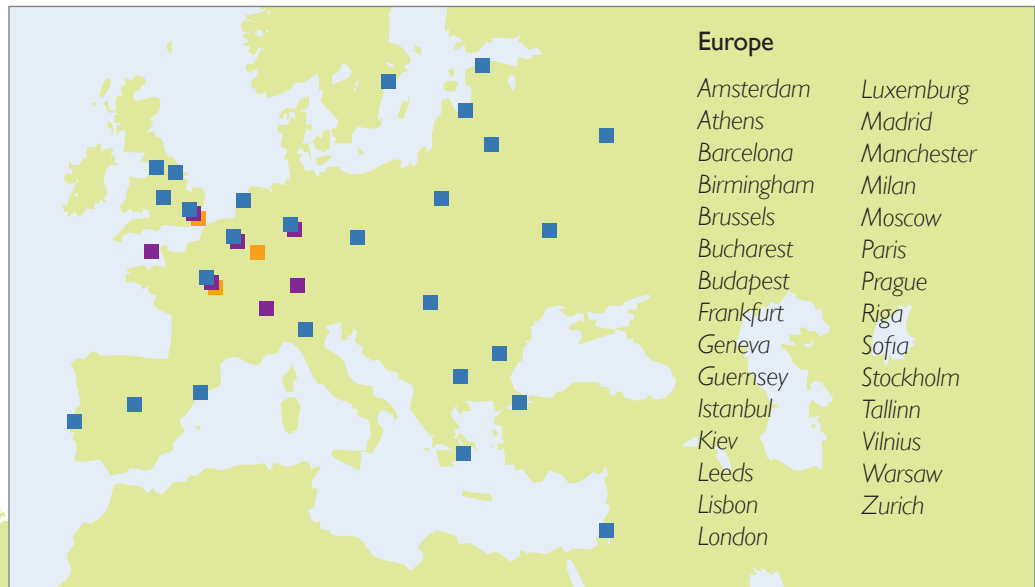 Europe
Amsterdam
Athens
Barcelona
Birmingham
Brussels
Bucharest
Budapest
Frankfurt
Geneva
Guernsey
Istanbul
Kiev
Leeds
Lisbon
London
Luxemburg
Madrid
Manchester
Milan
Moscow
Paris
Prague
Riga
Sofia
Stockholm
Tallinn
Vilnius
Warsaw
Zurich